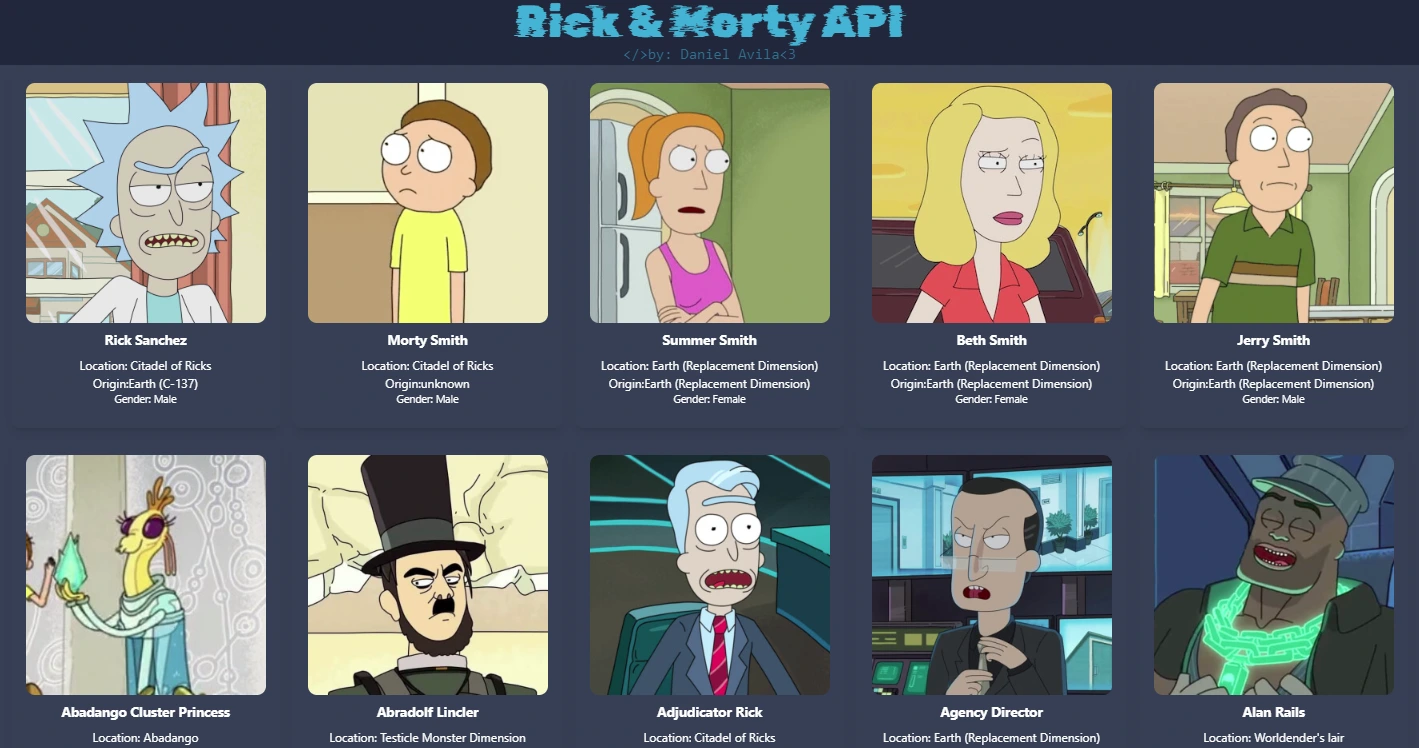 Rick & Morty API
</>by: Daniel Avila<3
Rick Sanchez
Location: Citadel of Ricks
Origin:Earth (C-137)
Gender: Male
Morty Smith
Location: Citadel of Ricks
Origin:unknown
Gender: Male
Summer Smith
Location: Earth (Replacement Dimension)
Origin:Earth (Replacement Dimension)
Gender: Female
Beth Smith
Location: Earth (Replacement Dimension)
Origin:Earth (Replacement Dimension)
Gender: Female
Jerry Smith
Location: Earth (Replacement Dimension)
Origin:Earth (Replacement Dimension)
Gender: Male
Abadango Cluster Princess
Location: Abadango
Abradolf Lincler
Location: Testicle Monster Dimension
Adjudicator Rick
Location: Citadel of Ricks
Agency Director
Location: Earth (Replacement Dimension)
Alan Rails
Location: Worldender's lair